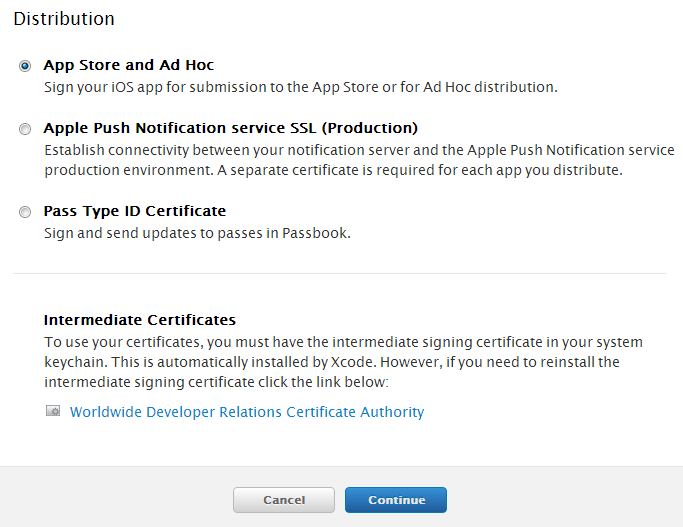 Distribution
App Store and Ad Hoc
Sign your iOS app for submission to the App Store or for Ad Hoc distribution.
Apple Push Notification service SSL (Production)
Establish connectivity between your notification server and the Apple Push Notification service
production environment. A separate certificate is required for each app you distribute.
Pass Type ID Certificate
Sign and send updates to passes in Passbook.
Intermediate Certificates
To use your certificates, you must have the intermediate signing certificate in your system
keychain. This is automatically installed by Xcode. However, if you need to reinstall the
intermediate signing certificate click the link below:
Worldwide Developer Relations Certificate Authority
Cancel
Continue